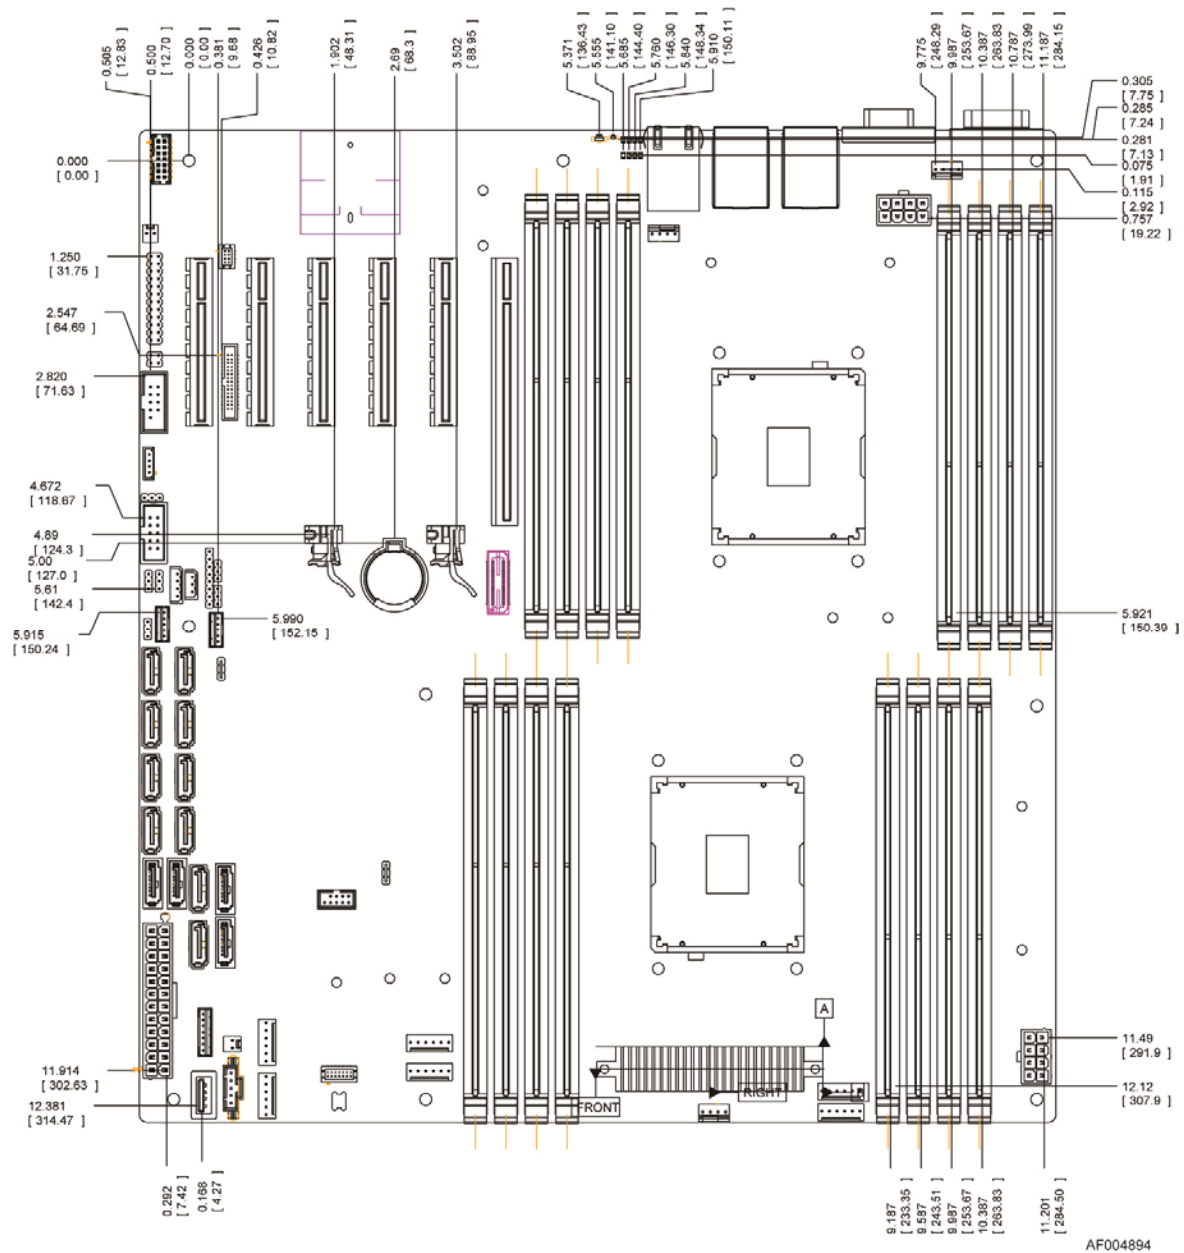 0.505
[ 12.83 ]
0.500
[ 12.70 ]
0.000
[ 0.00 ]
0.381
[ 9.68 ]
0.426
[ 10.82 ]
1.902
[ 48.31 ]
2.69
[ 68.3 ]
3.502
[ 88.95 ]
5.371
[ 136.43 ]
5.555
[ 141.10 ]
5.685
[ 144.40 ]
5.760
[ 146.30 ]
5.840
[ 148.34 ]
5.910
[ 150.11 ]
9.775
[ 248.29 ]
9.987
[ 253.67 ]
10.387
[ 263.83 ]
10.787
[ 273.99 ]
11.187
[ 284.15 ]
0.305
[ 7.75 ]
0.285
[ 7.24 ]
0.281
[ 7.13 ]
0.075
[ 1.91 ]
0.115
[ 2.92 ]
0.757
[ 19.22 ]
0.000
[ 0.00 ]
1.250
[ 31.75 ]
2.547
[ 64.69 ]
2.820
[ 71.63 ]
4.672
[ 118.67 ]
4.89
[ 124.3 ]
5.00
[ 127.0 ]
5.61
[ 142.4 ]
5.915
[ 150.24 ]
5.990
[ 152.15 ]
5.921
[ 150.39 ]
A
11.49
[ 291.9 ]
12.12
[ 307.9 ]
11.914
[ 302.63 ]
12.381
[ 314.47 ]
RIGHT
FRONT
0.292
[ 7.42 ]
0.168
[ 4.27 ]
9.187
[ 233.35 ]
9.587
[ 243.51 ]
9.987
[ 253.67 ]
10.387
[ 263.83 ]
11.201
[ 284.50 ]
AF004894